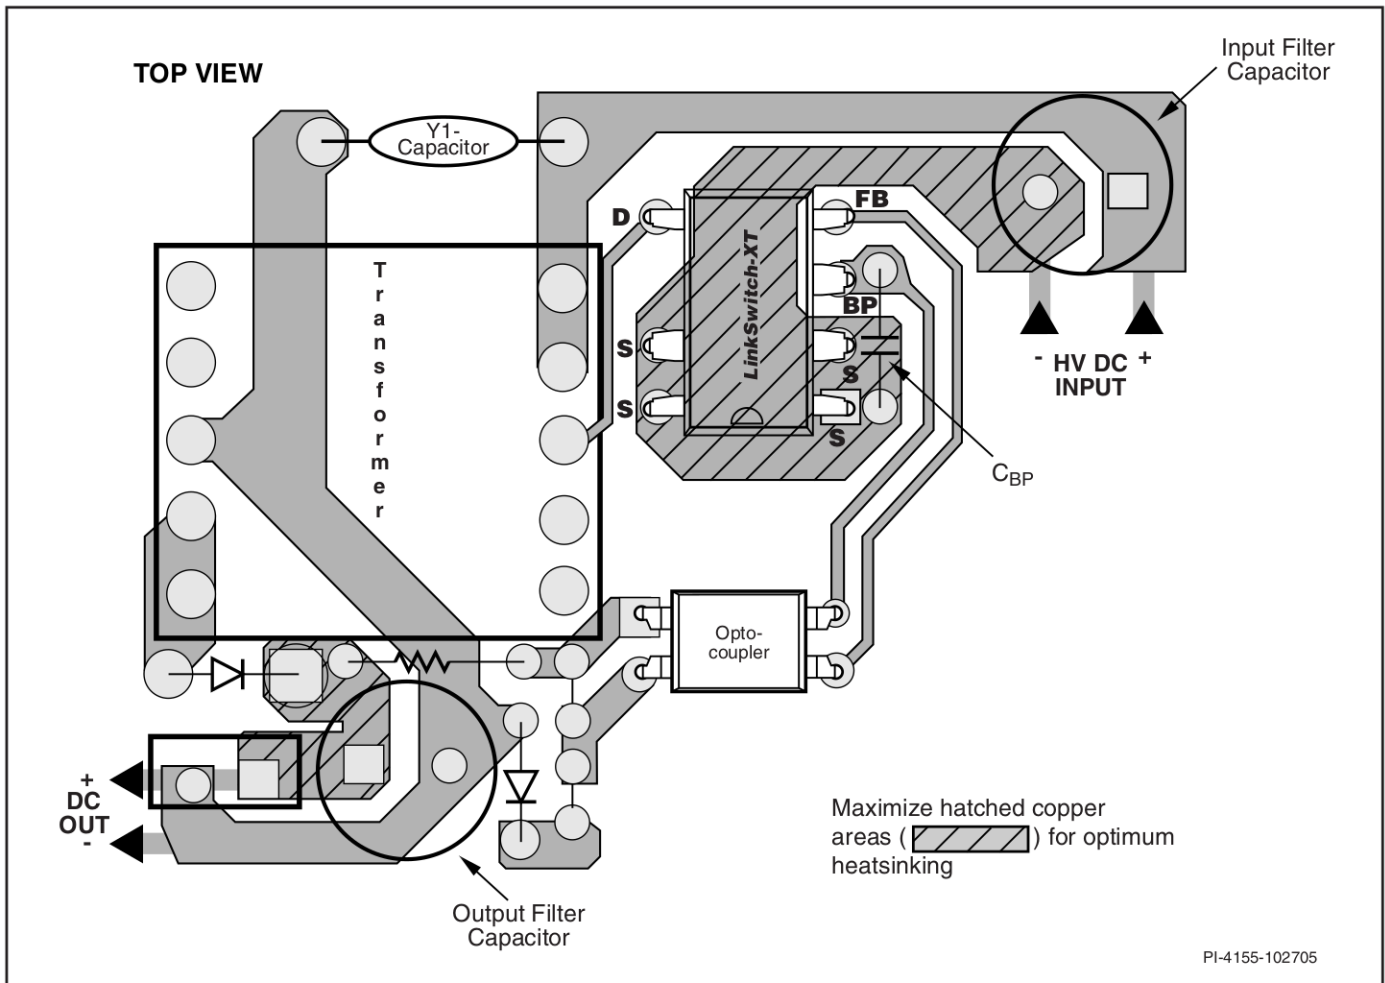 TOP VIEW
Input Filter
Capacitor
Y1-
Capacitor
D
FB
Transformer
LinkSwitch-XT
BP
S
S
S
S
- HV DC +
INPUT
CBP
Opto-
coupler
+
DC
OUT
-
Maximize hatched copper
areas ( ) for optimum
heatsinking
Output Filter
Capacitor
PI-4155-102705